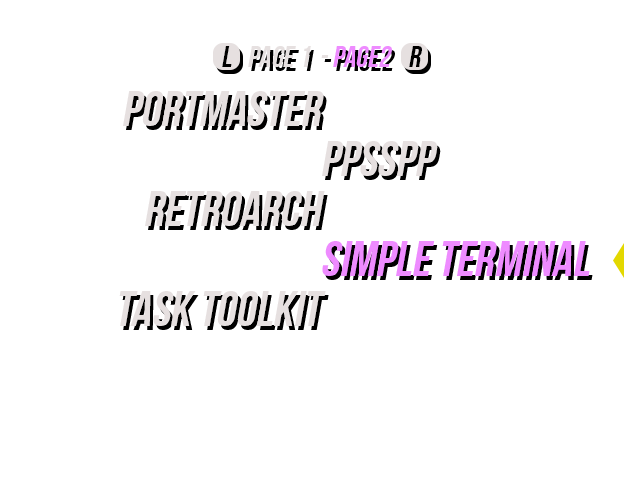 L PAGE 1 - PAGE2 R
PORTMASTER
PPSSPP
RETROARCH
SIMPLE TERMINAL
TASK TOOLKIT